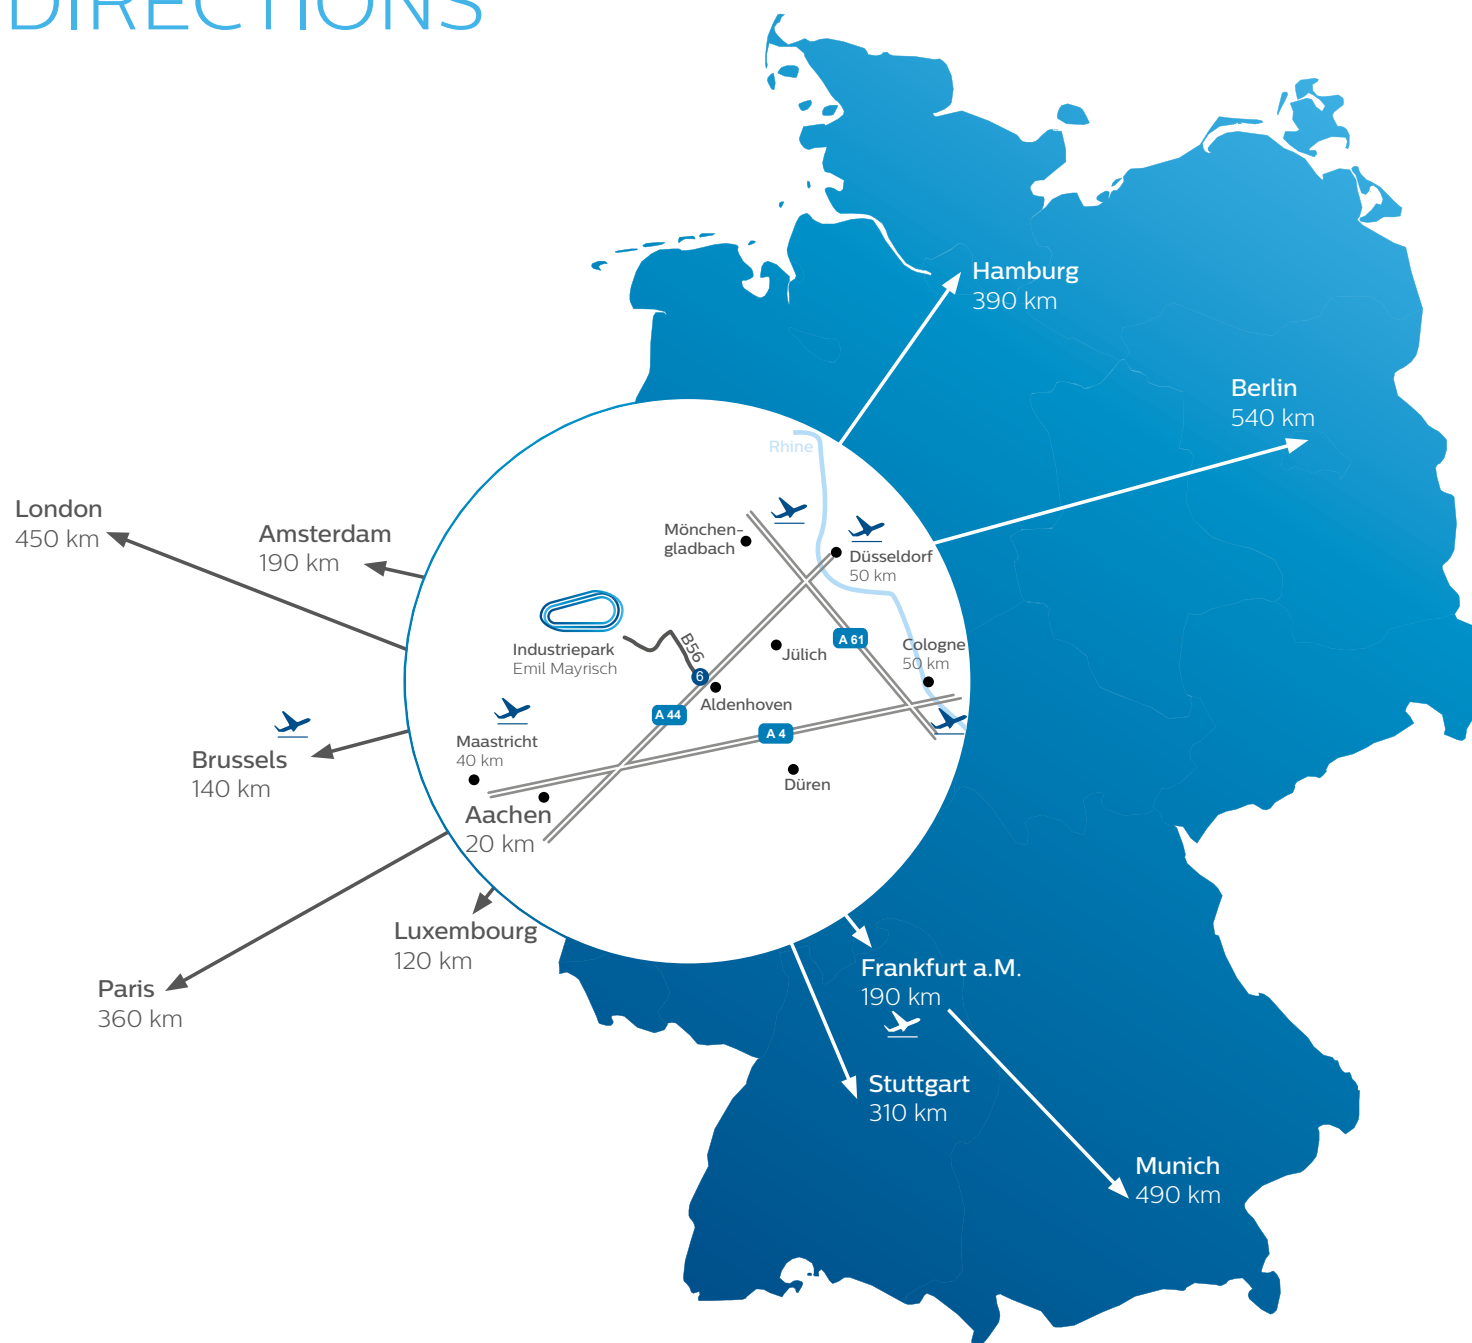 DIRECTIONS
Hamburg
390 km
Berlin
540 km
London
450 km
Amsterdam
190 km
Rhine
Mönchen-
gladbach
Düsseldorf
50 km
Industriepark
Emil Mayrisch
B56
6
Jülich
A 61
Cologne
50 km
Aldenhoven
A 44
A 4
Maastricht
40 km
Düren
Aachen
20 km
Brussels
140 km
Luxembourg
120 km
Paris
360 km
Frankfurt a.M.
190 km
Stuttgart
310 km
Munich
490 km